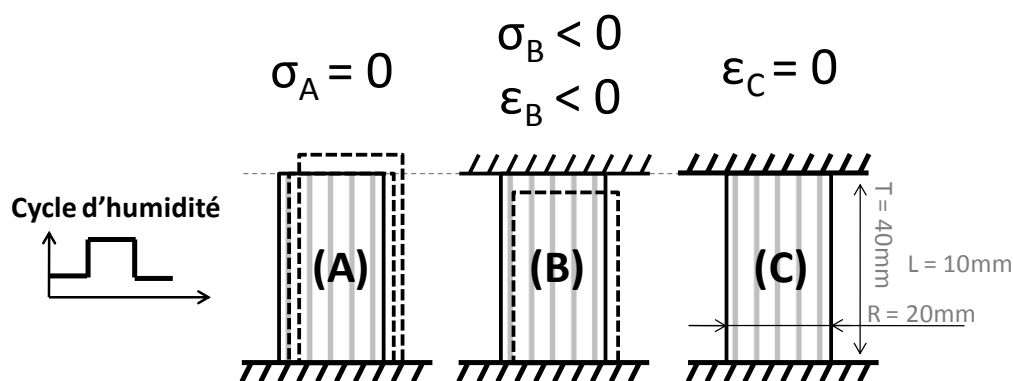 σA = 0
σB < 0
εB < 0
εC = 0
Cycle d’humidité
(A)
(B)
(C)
T = 40mm
L = 10mm
R = 20mm